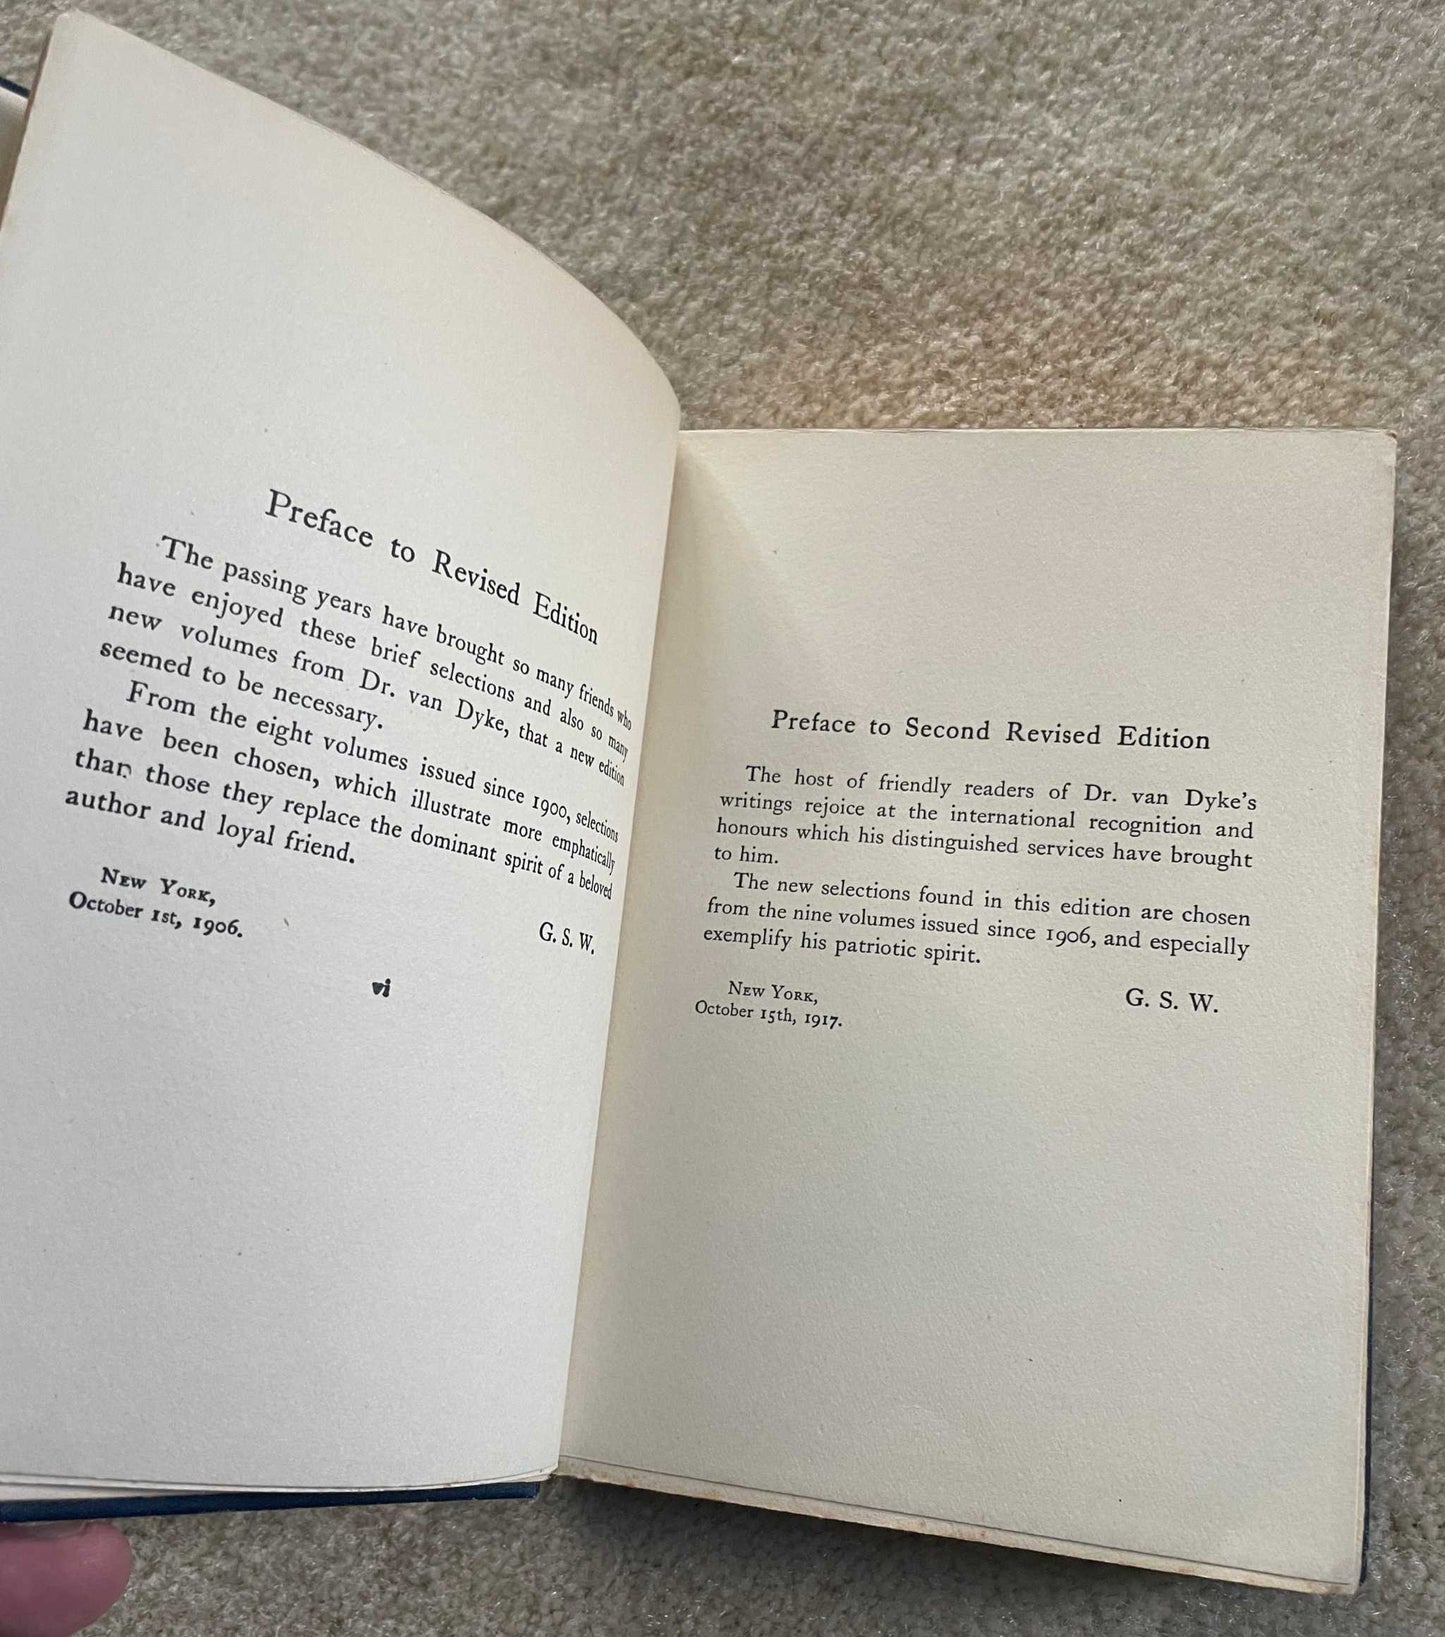 Preface to Revised Edition
The passing years have brought so many friends who
have enjoyed these brief selections and also so many
new volumes from Dr. van Dyke, that a new edition
seemed to be necessary.
From the eight volumes issued since 1900, selections
have been chosen, which illustrate more emphatically
than those they replace the dominant spirit of a beloved
author and loyal friend.
G. S. W.
New York,
October 1st, 1906.
vi
Preface to Second Revised Edition
The host of friendly readers of Dr. van Dyke's
writings rejoice at the international recognition and
honours which his distinguished services have brought
to him.
The new selections found in this edition are chosen
from the nine volumes issued since 1906, and especially
exemplify his patriotic spirit.
G. S. W.
New York,
October 15th, 1917.